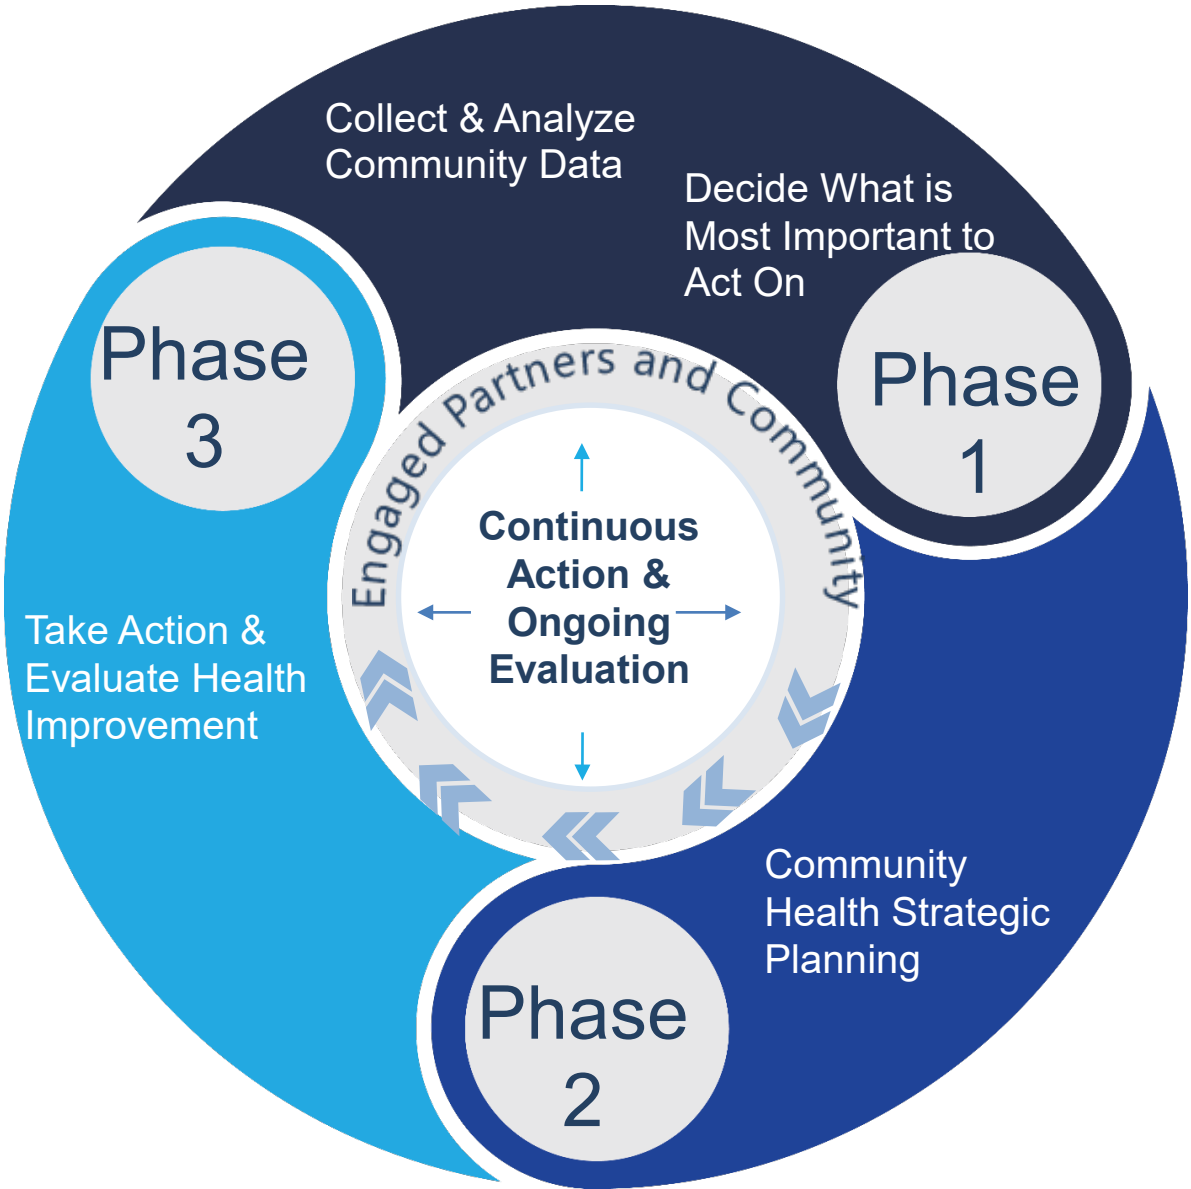 Collect & Analyze
Community Data
Decide What is
Most Important to
Act On
Phase
1
Phase
3
Engaged Partners and Community
Continuous
Action &
Ongoing
Evaluation
Take Action &
Evaluate Health
Improvement
Community
Health Strategic
Planning
Phase
2